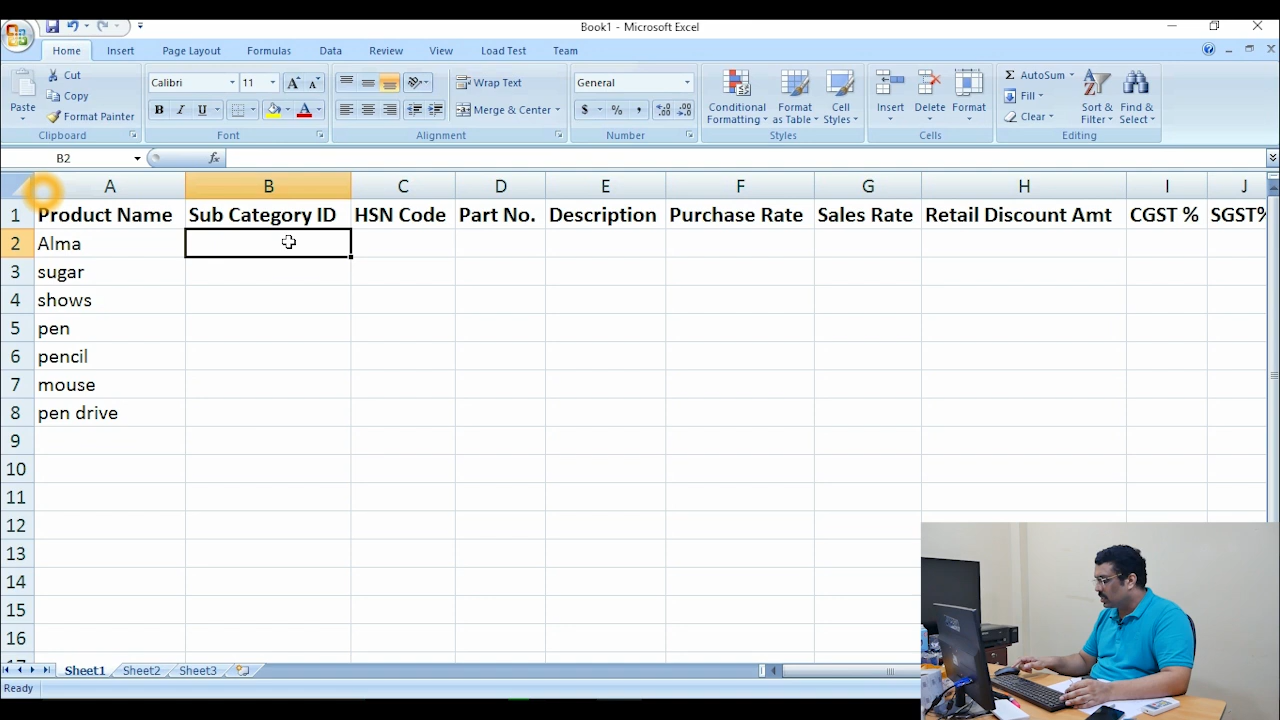 Book1 - Microsoft Excel
Home Insert Page Layout Formulas Data Review View Load Test Team
Paste Cut Copy Format Painter Clipboard
Calibri 11 B I U A Font
Wrap Text Merge & Center Alignment
General $ % , Number
Conditional Formatting Format as Table Cell Styles Styles
Insert Delete Format Cells
Σ AutoSum Fill Clear Sort & Filter Find & Select Editing
B2 fx
A B C D E F G H I J
1 Product Name Sub Category ID HSN Code Part No. Description Purchase Rate Sales Rate Retail Discount Amt CGST % SGST%
2 Alma
3 sugar
4 shows
5 pen
6 pencil
7 mouse
8 pen drive
9
10
11
12
13
14
15
16
Sheet1 Sheet2 Sheet3
Ready